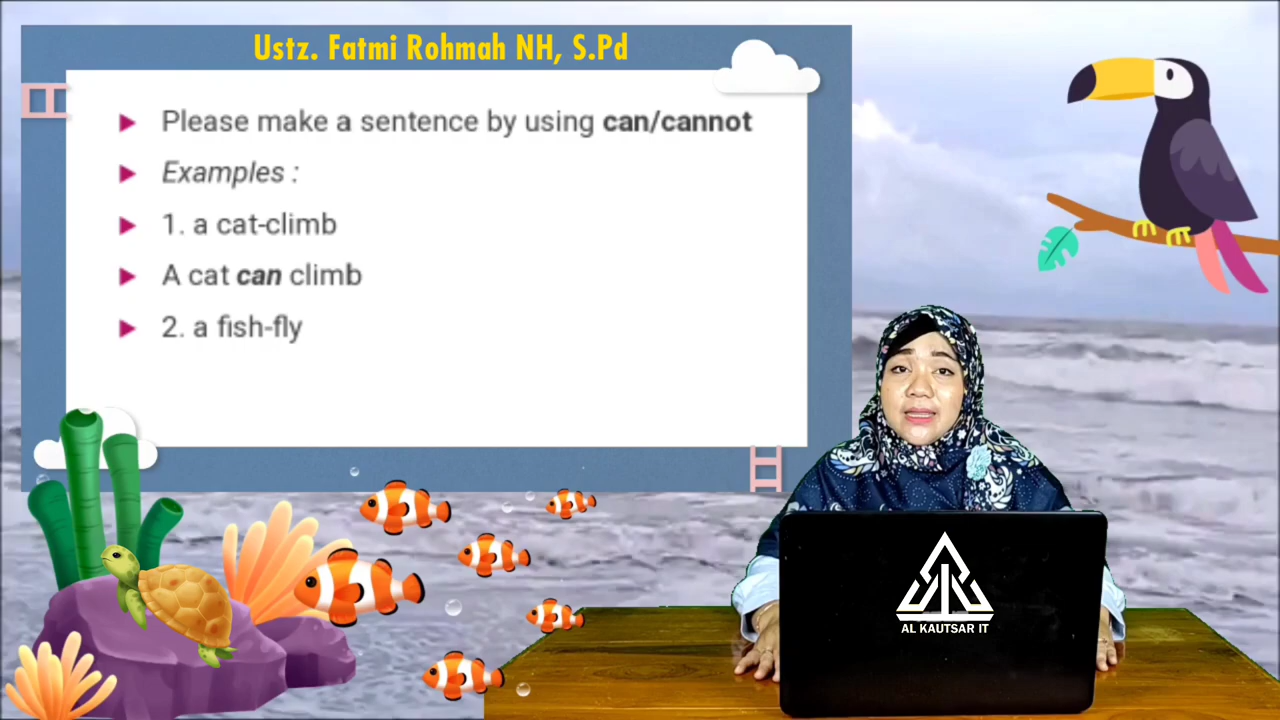 Ustz. Fatmi Rohmah NH, S.Pd
Please make a sentence by using can/cannot
Examples :
1. a cat-climb
A cat can climb
2. a fish-fly
AL KAUTSAR IT